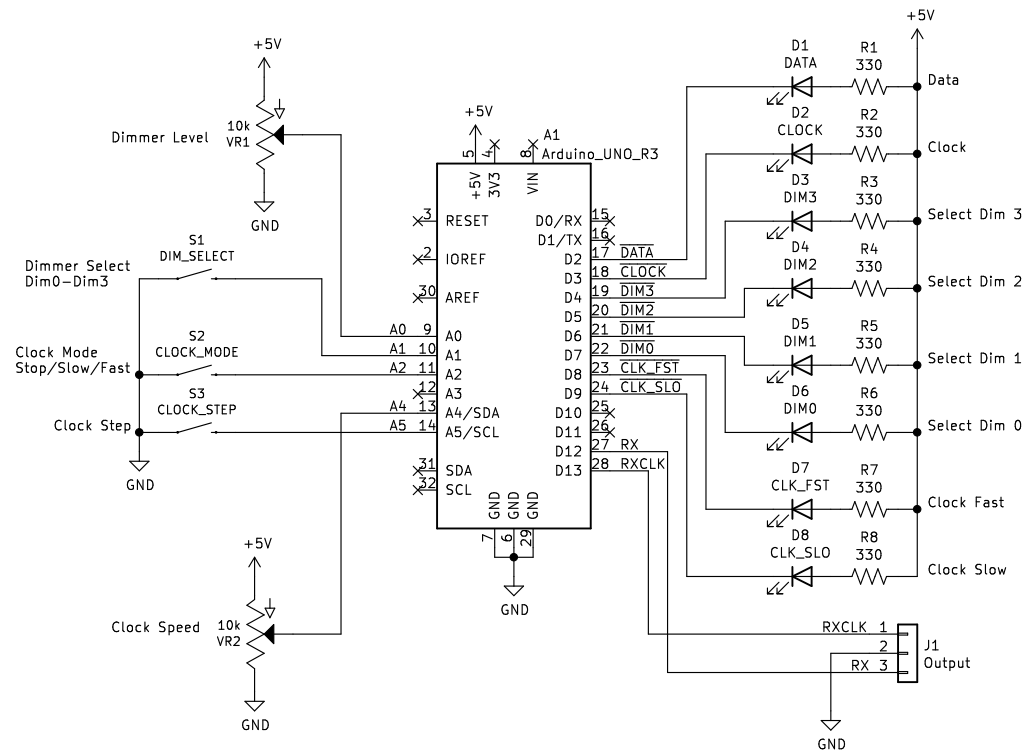 +5V
10k
VR1
Dimmer Level
GND
S1
DIM_SELECT
Dimmer Select
Dim0-Dim3
S2
CLOCK_MODE
Clock Mode
Stop/Slow/Fast
S3
CLOCK_STEP
Clock Step
GND
+5V
10k
VR2
Clock Speed
GND
A0
A1
A2
A4
A5
+5V
A1
Arduino_UNO_R3
5
4
8
+5V
3V3
VIN
3 RESET
2 IOREF
30 AREF
9 A0
10 A1
11 A2
12 A3
13 A4/SDA
14 A5/SCL
31 SDA
32 SCL
GND
GND
GND
7
6
29
GND
D0/RX 15
D1/TX 16
D2 17 DATA
D3 18 CLOCK
D4 19 DIM3
D5 20 DIM2
D6 21 DIM1
D7 22 DIM0
D8 23 CLK_FST
D9 24 CLK_SLO
D10 25
D11 26
D12 27 RX
D13 28 RXCLK
+5V
D1
DATA
R1
330
Data
D2
CLOCK
R2
330
Clock
D3
DIM3
R3
330
Select Dim 3
D4
DIM2
R4
330
Select Dim 2
D5
DIM1
R5
330
Select Dim 1
D6
DIM0
R6
330
Select Dim 0
D7
CLK_FST
R7
330
Clock Fast
D8
CLK_SLO
R8
330
Clock Slow
RXCLK 1
2
RX 3
J1
Output
GND